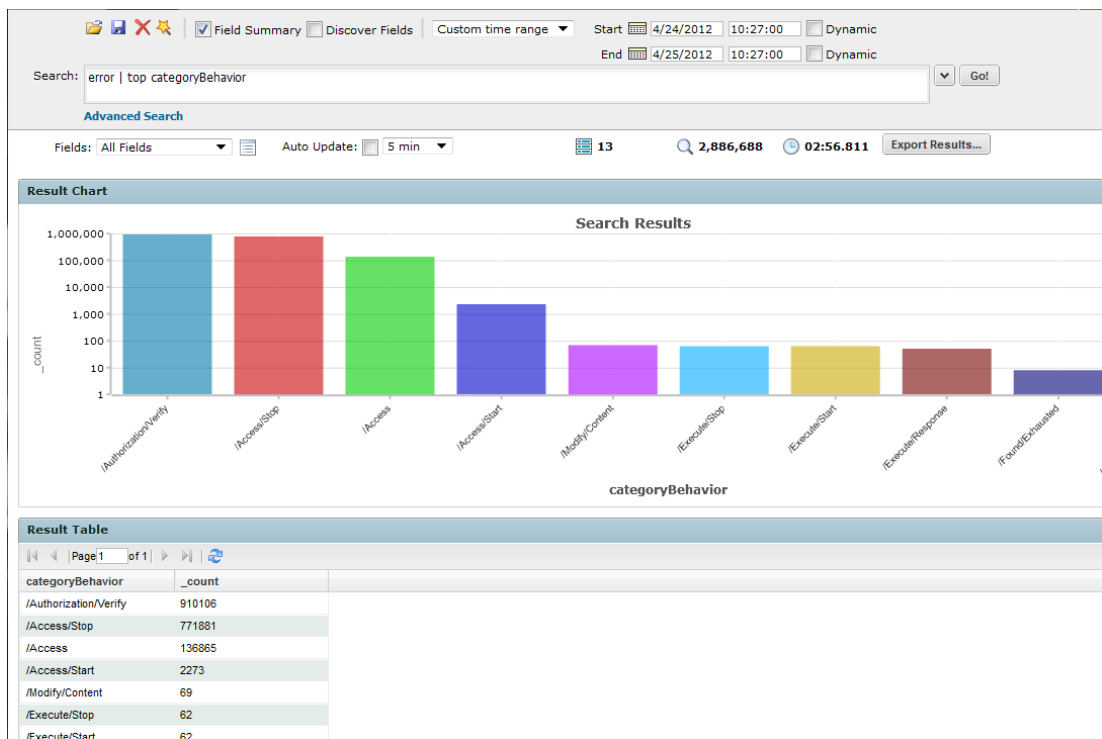 Field Summary Discover Fields Custom time range Start 4/24/2012 10:27:00 Dynamic
End 4/25/2012 10:27:00 Dynamic
Search: error | top categoryBehavior Go!
Advanced Search
Fields: All Fields Auto Update: 5 min 13 2,886,688 02:56.811 Export Results...
Result Chart
Search Results
1,000,000
100,000
10,000
1,000
100
10
1
_count
/Authorization/Verify
/Access/Stop
/Access
/Access/Start
/Modify/Content
/Execute/Stop
/Execute/Start
/Execute/Response
/Found/Exhausted
categoryBehavior
Result Table
Page 1 of 1
categoryBehavior _count
/Authorization/Verify 910106
/Access/Stop 771881
/Access 136865
/Access/Start 2273
/Modify/Content 69
/Execute/Stop 62
/Execute/Start 62